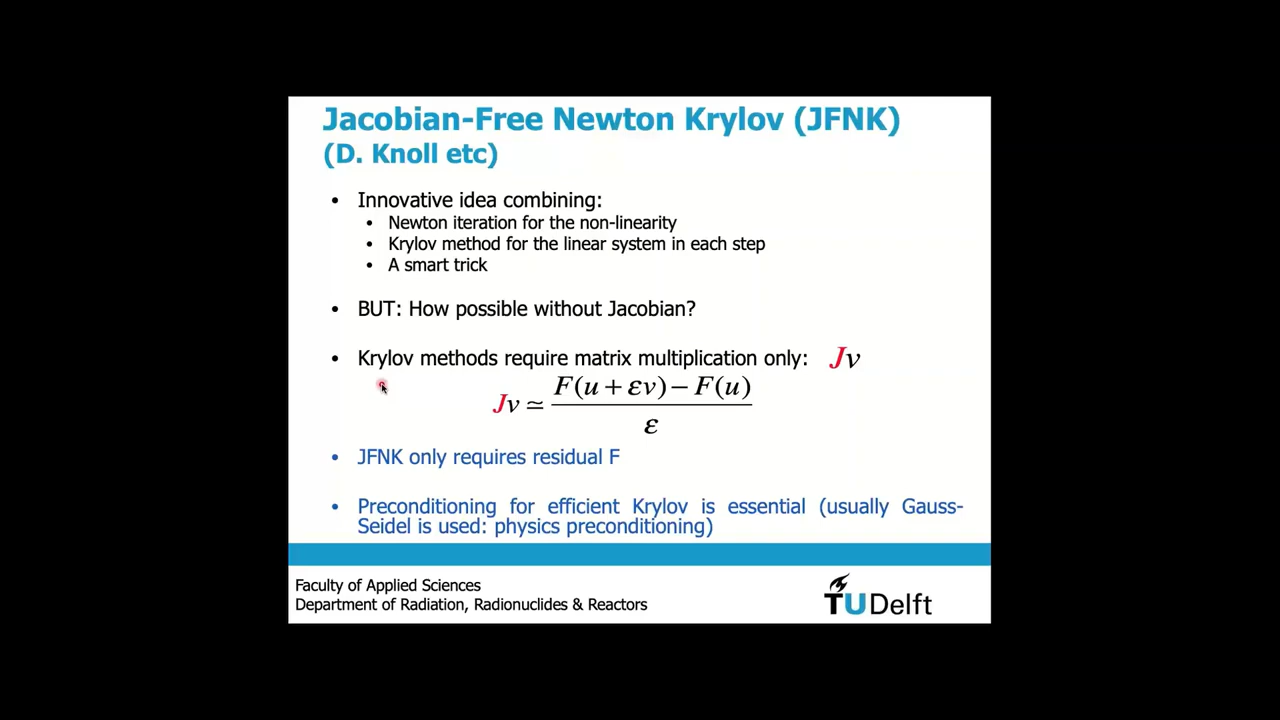 Jacobian-Free Newton Krylov (JFNK)
(D. Knoll etc)
• Innovative idea combining:
• Newton iteration for the non-linearity
• Krylov method for the linear system in each step
• A smart trick
• BUT: How possible without Jacobian?
• Krylov methods require matrix multiplication only: Jv
Jv ≃ (F(u + εv) − F(u)) / ε
• JFNK only requires residual F
• Preconditioning for efficient Krylov is essential (usually Gauss-
Seidel is used: physics preconditioning)
Faculty of Applied Sciences
Department of Radiation, Radionuclides & Reactors
TU Delft